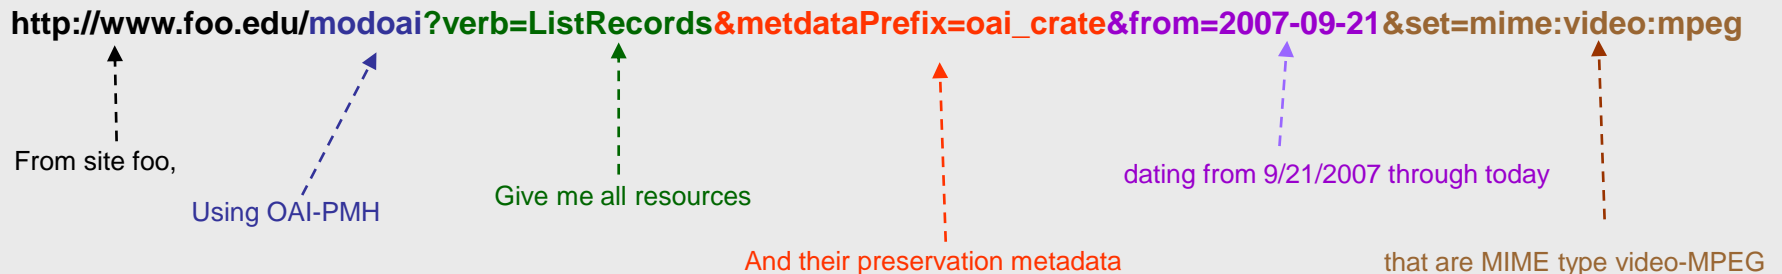 http://www.foo.edu/modoai?verb=ListRecords&metdataPrefix=oai_crate&from=2007-09-21&set=mime:video:mpeg
From site foo,
Using OAI-PMH
Give me all resources
And their preservation metadata
dating from 9/21/2007 through today
that are MIME type video-MPEG